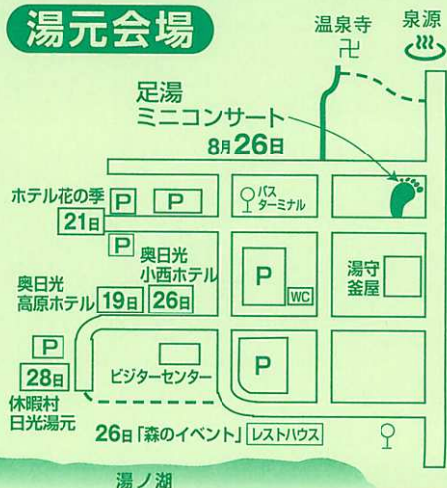 湯元会場
温泉寺
泉源
足湯
ミニコンサート
8月26日
ホテル花の季
21日
P
P
バス
ターミナル
P
奥日光
小西ホテル
26日
奥日光
高原ホテル
19日
P
WC
湯守
釜屋
P
28日
休暇村
日光湯元
ビジターセンター
P
26日「森のイベント」
レストハウス
湯ノ湖